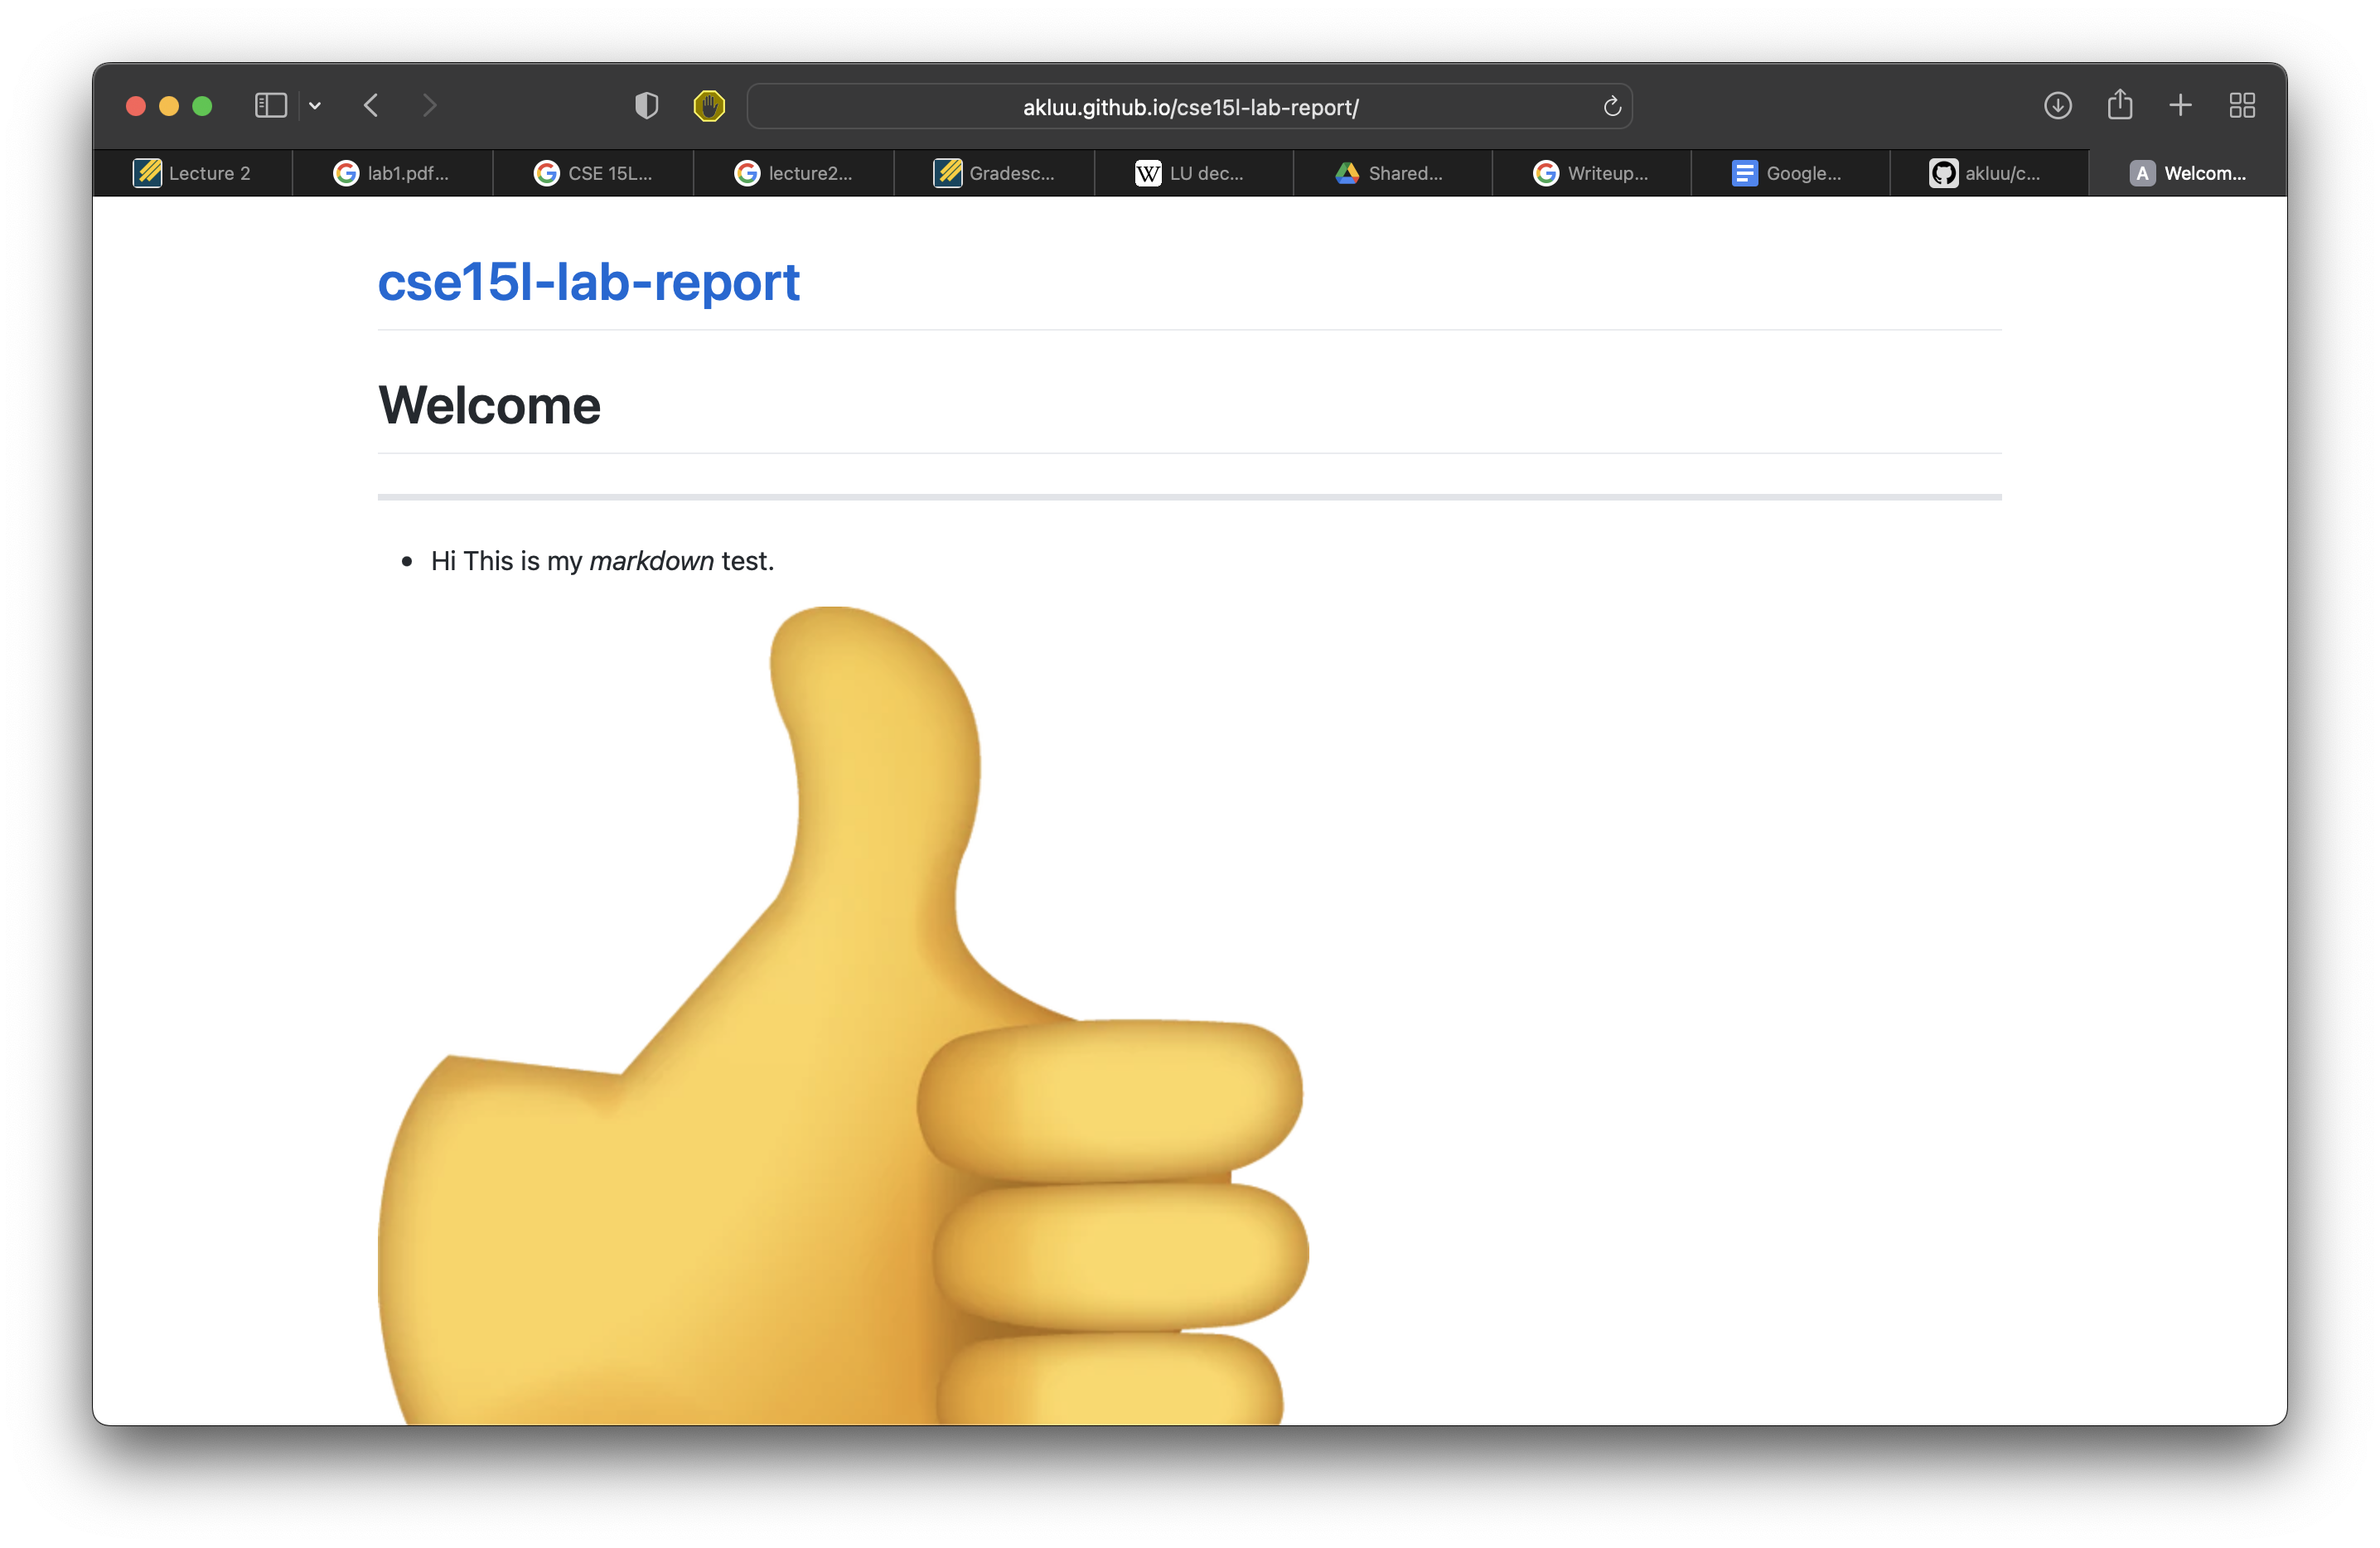 akluu.github.io/cse15l-lab-report/
Lecture 2
lab1.pdf...
CSE 15L...
lecture2...
Gradesc...
W LU dec...
Shared...
Writeup...
Google...
akluu/c...
A Welcom...
cse15l-lab-report
Welcome
• Hi This is my markdown test.